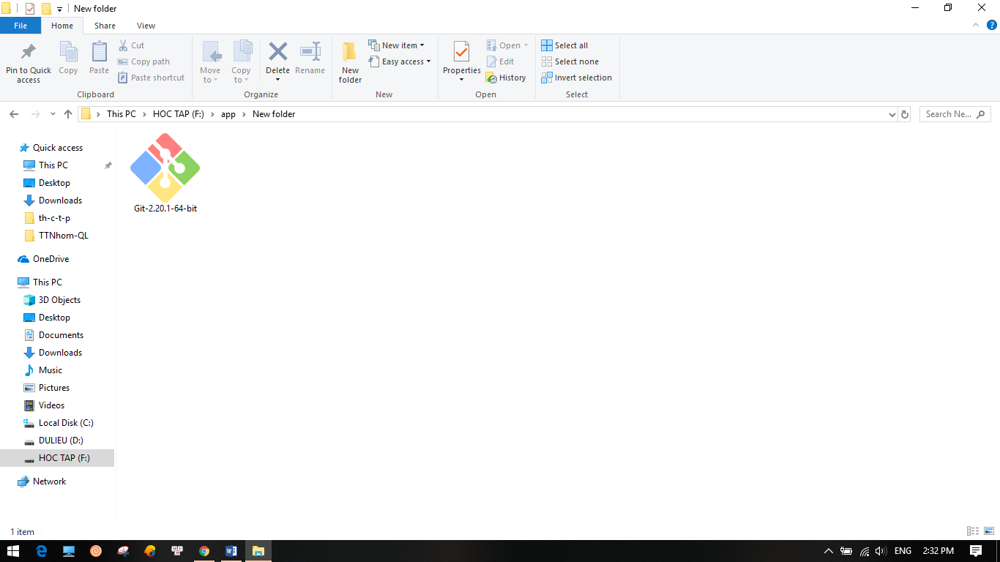 New folder
File Home Share View
Pin to Quick access
Copy
Paste
Cut
Copy path
Paste shortcut
Clipboard
Move to
Copy to
Delete
Rename
Organize
New folder
New item
Easy access
New
Properties
Open
Edit
History
Open
Select all
Select none
Invert selection
Select
This PC HOC TAP (F:) app New folder
Search Ne...
Quick access
This PC
Desktop
Downloads
th-c-t-p
TTNhom-QL
OneDrive
This PC
3D Objects
Desktop
Documents
Downloads
Music
Pictures
Videos
Local Disk (C:)
DULIEU (D:)
HOC TAP (F:)
Network
Git-2.20.1-64-bit
1 item
ENG 2:32 PM